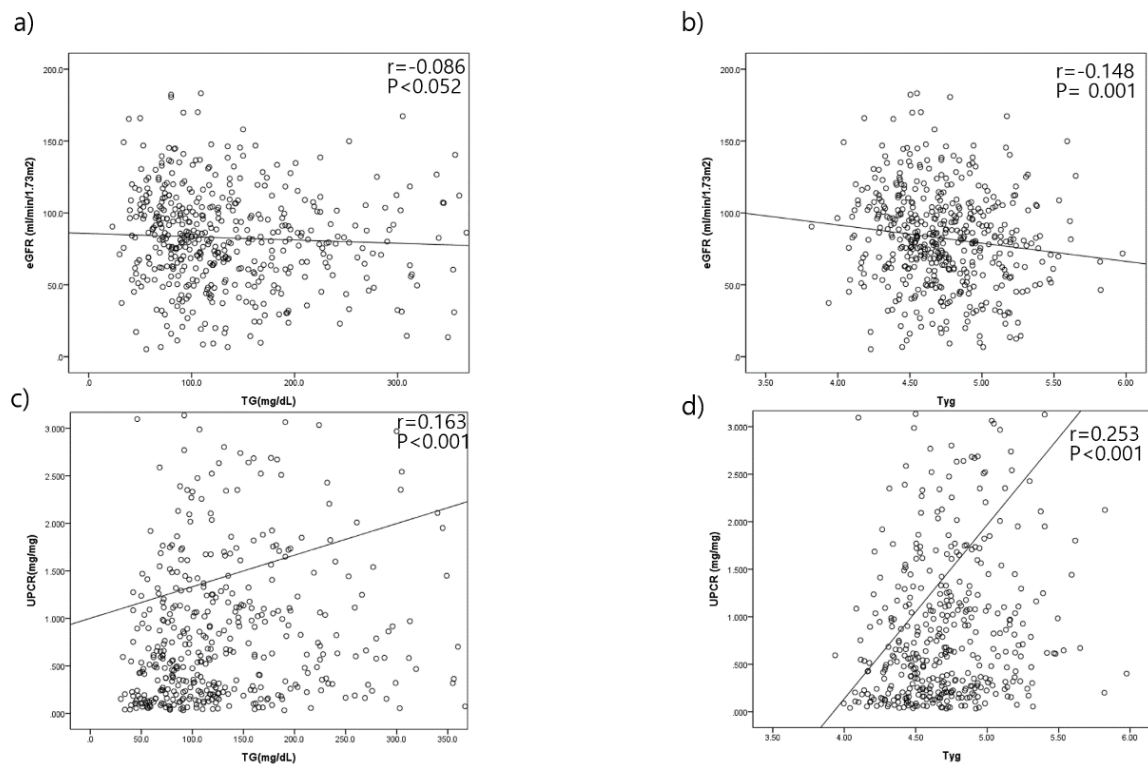 a)
r=-0.086
P<0.052
200.0
150.0
100.0
50.0
.0
eGFR (ml/min/1.73m2)
.0 100.0 200.0 300.0
TG(mg/dL)
b)
r=-0.148
P= 0.001
200.0
150.0
100.0
50.0
.0
eGFR (ml/min/1.73m2)
3.50 4.00 4.50 5.00 5.50 6.00
Tyg
c)
r=0.163
P<0.001
3.000
2.500
2.000
1.500
1.000
.500
.000
UPCR(mg/mg)
.0 50.0 100.0 150.0 200.0 250.0 300.0 350.0
TG(mg/dL)
d)
r=0.253
P<0.001
3.000
2.500
2.000
1.500
1.000
.500
.000
UPCR (mg/mg)
3.50 4.00 4.50 5.00 5.50 6.00
Tyg